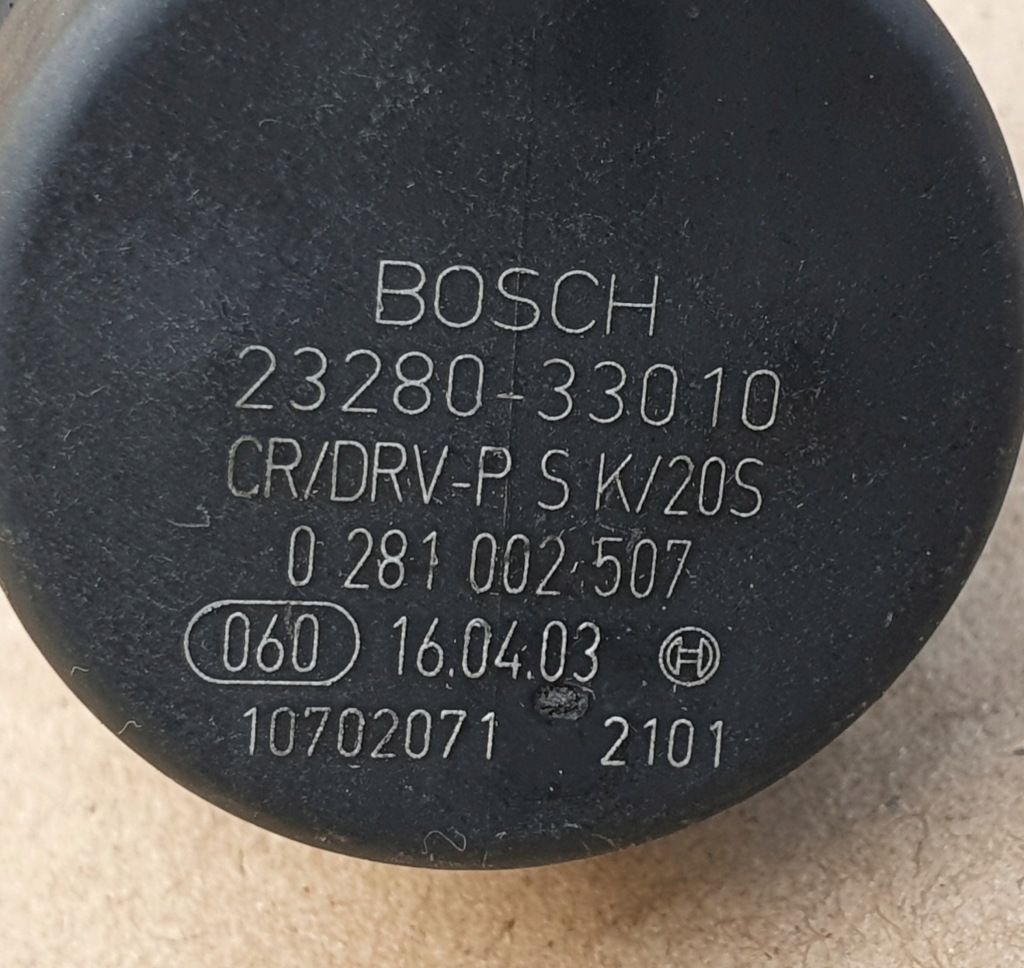 BOSCH
23280-33010
CR/DRV-P S K/20S
0 281 002 507
060 16.04.03
10702071 2101